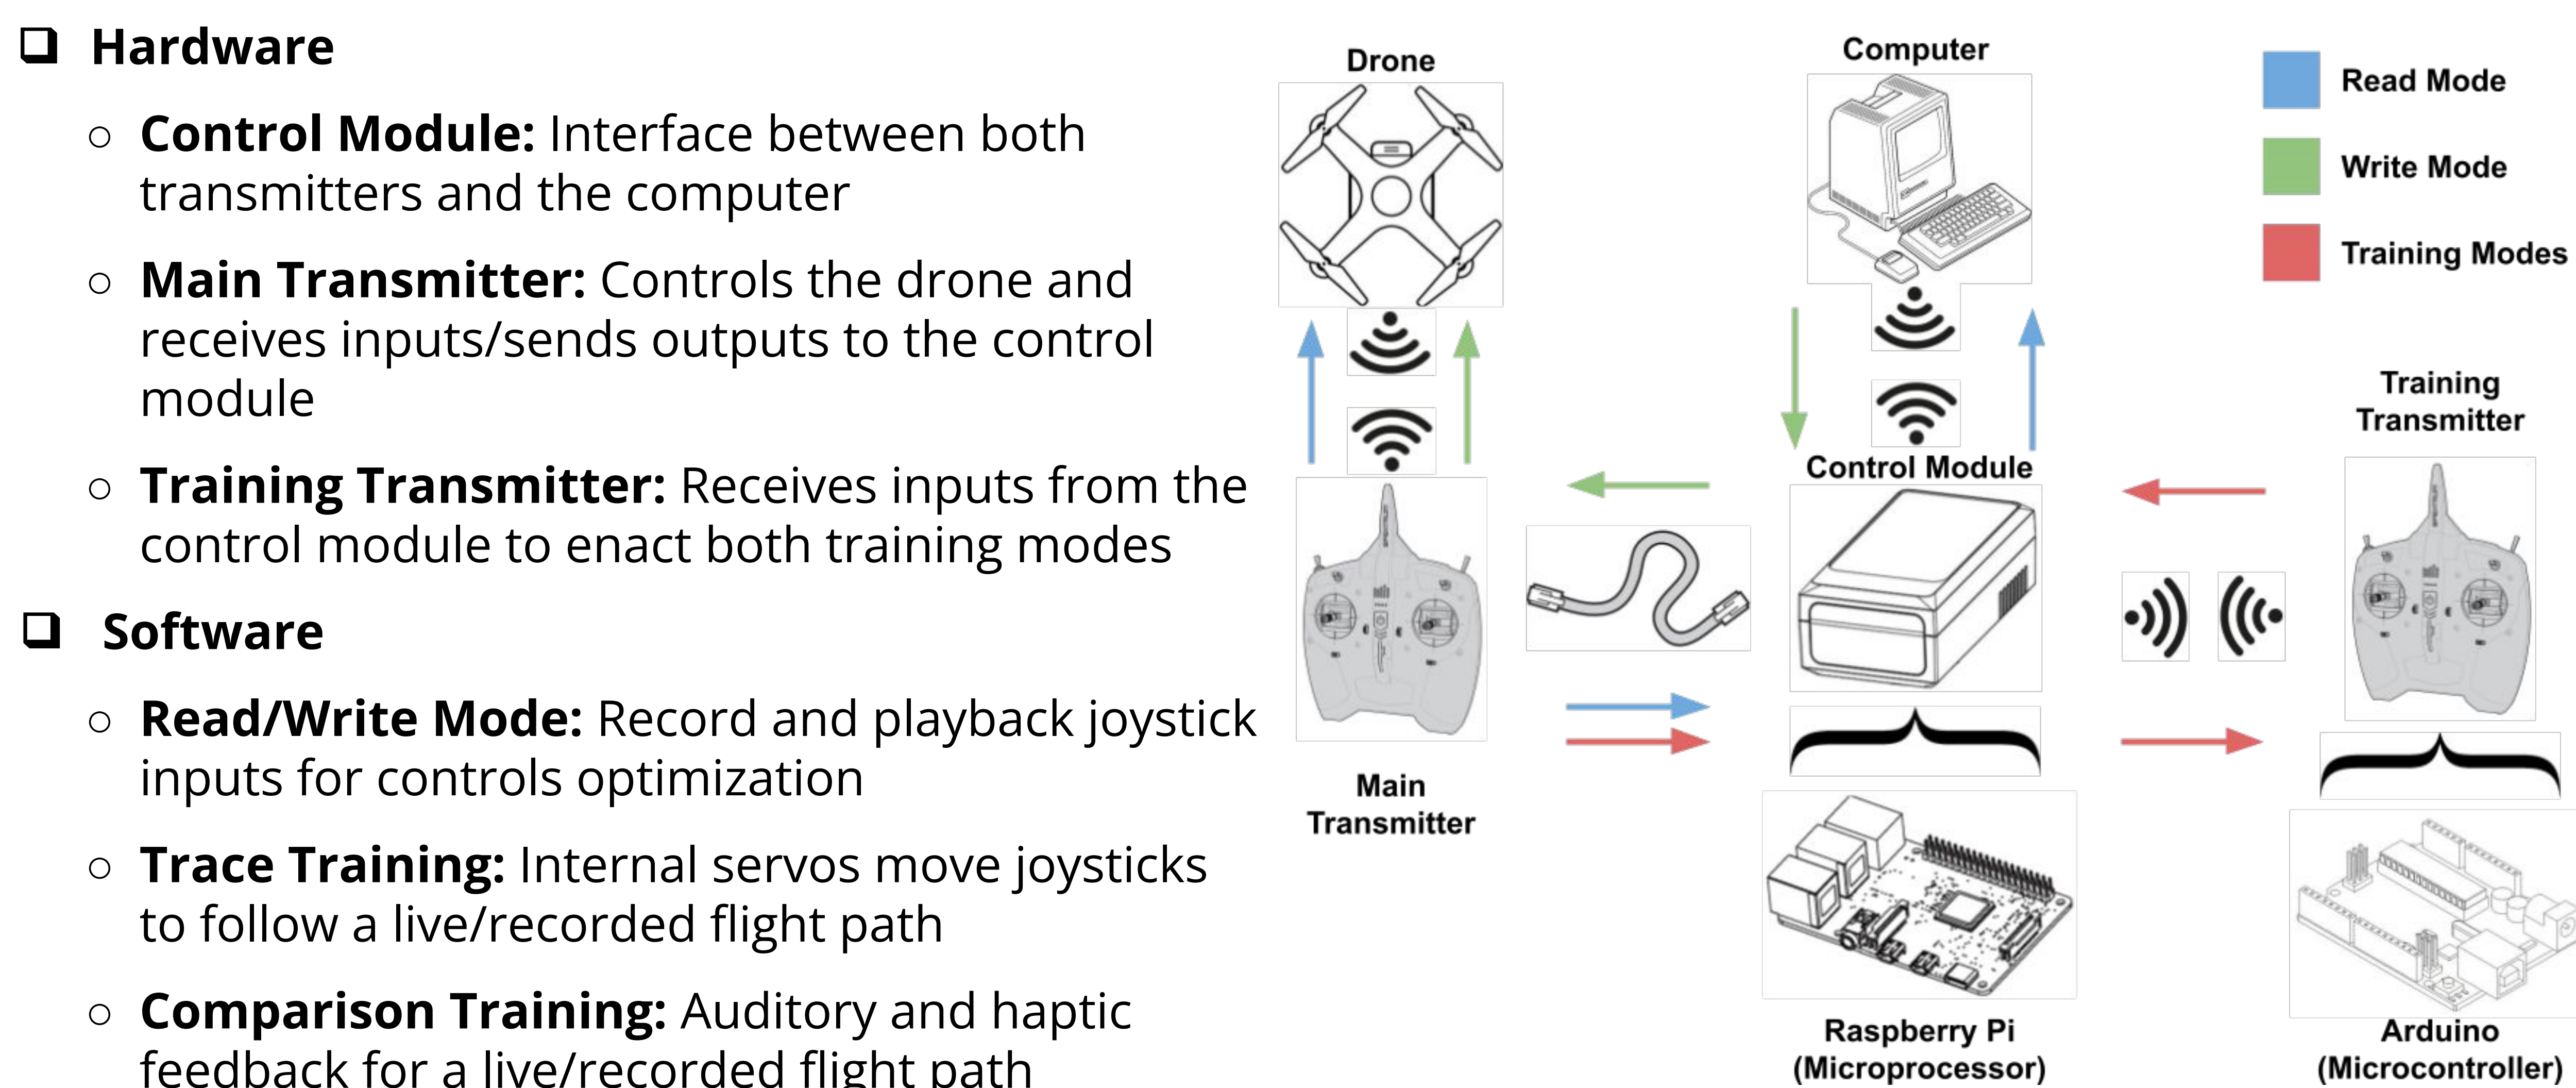 Hardware
Control Module: Interface between both
transmitters and the computer
Main Transmitter: Controls the drone and
receives inputs/sends outputs to the control
module
Training Transmitter: Receives inputs from the
control module to enact both training modes
Software
Read/Write Mode: Record and playback joystick
inputs for controls optimization
Trace Training: Internal servos move joysticks
to follow a live/recorded flight path
Comparison Training: Auditory and haptic
feedback for a live/recorded flight path
Drone
Computer
Read Mode
Write Mode
Training Modes
Training
Transmitter
Control Module
Main
Transmitter
Raspberry Pi
(Microprocessor)
Arduino
(Microcontroller)